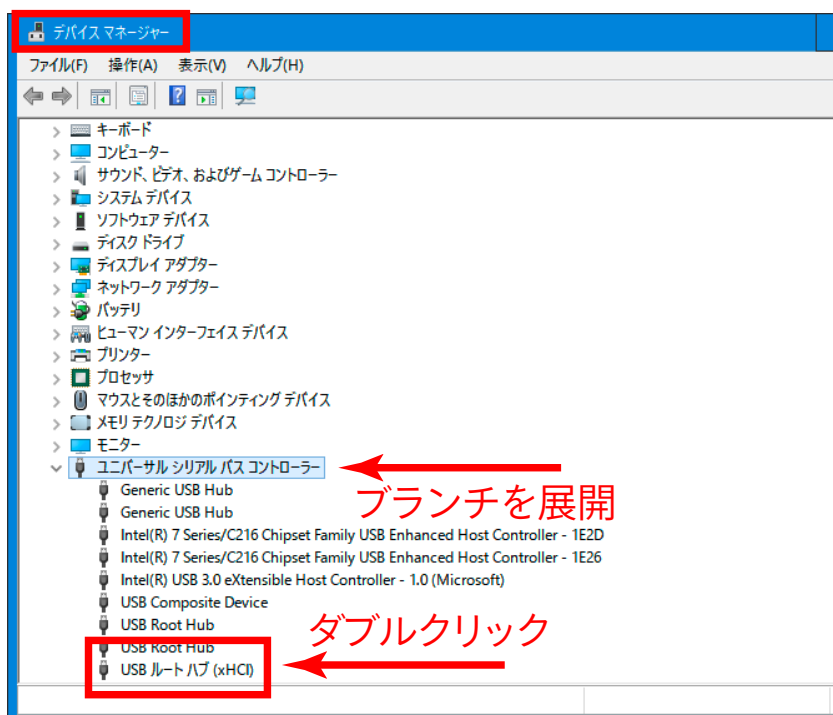 デバイス マネージャー
ファイル(F) 操作(A) 表示(V) ヘルプ(H)
キーボード
コンピューター
サウンド、ビデオ、およびゲーム コントローラー
システム デバイス
ソフトウェア デバイス
ディスク ドライブ
ディスプレイ アダプター
ネットワーク アダプター
バッテリ
ヒューマン インターフェイス デバイス
プリンター
プロセッサ
マウスとそのほかのポインティング デバイス
メモリ テクノロジ デバイス
モニター
ユニバーサル シリアル バス コントローラー
Generic USB Hub
ブランチを展開
Generic USB Hub
Intel(R) 7 Series/C216 Chipset Family USB Enhanced Host Controller - 1E2D
Intel(R) 7 Series/C216 Chipset Family USB Enhanced Host Controller - 1E26
Intel(R) USB 3.0 eXtensible Host Controller - 1.0 (Microsoft)
USB Composite Device
USB Root Hub
ダブルクリック
USB Root Hub
USB ルート ハブ (xHCI)